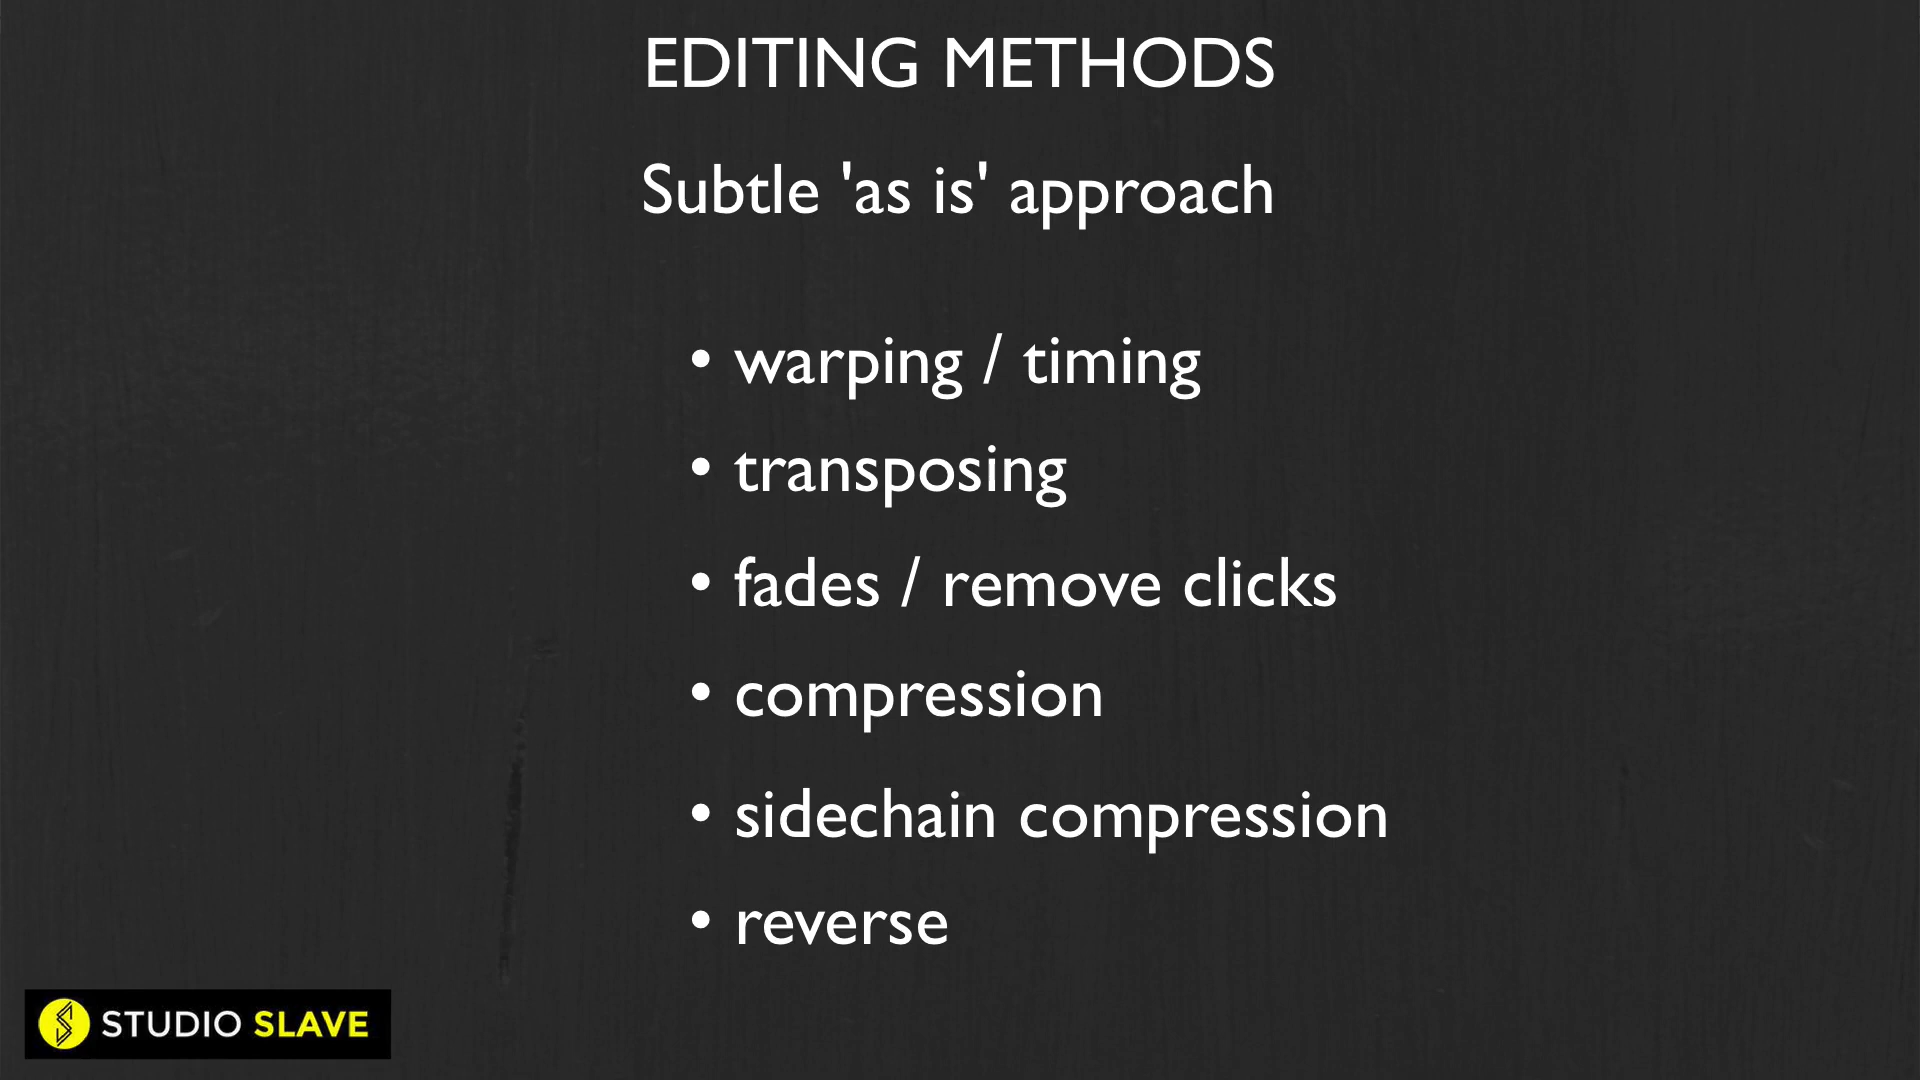 EDITING METHODS
Subtle 'as is' approach
• warping / timing
• transposing
• fades / remove clicks
• compression
• sidechain compression
• reverse
STUDIO SLAVE